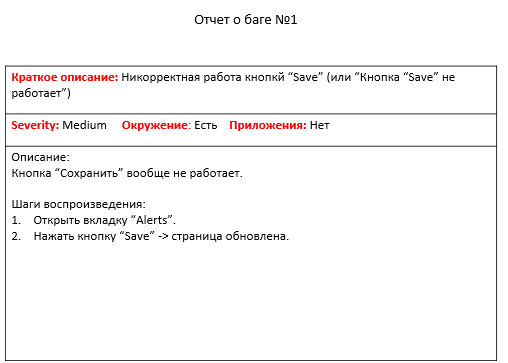 Отчет о баге №1
Краткое описание: Никорректная работа кнопкй “Save” (или “Кнопка “Save” не
работает”)
Severity: Medium Окружение: Есть Приложения: Нет
Описание:
Кнопка “Сохранить” вообще не работает.
Шаги воспроизведения:
1. Открыть вкладку “Alerts”.
2. Нажать кнопку “Save” -> страница обновлена.